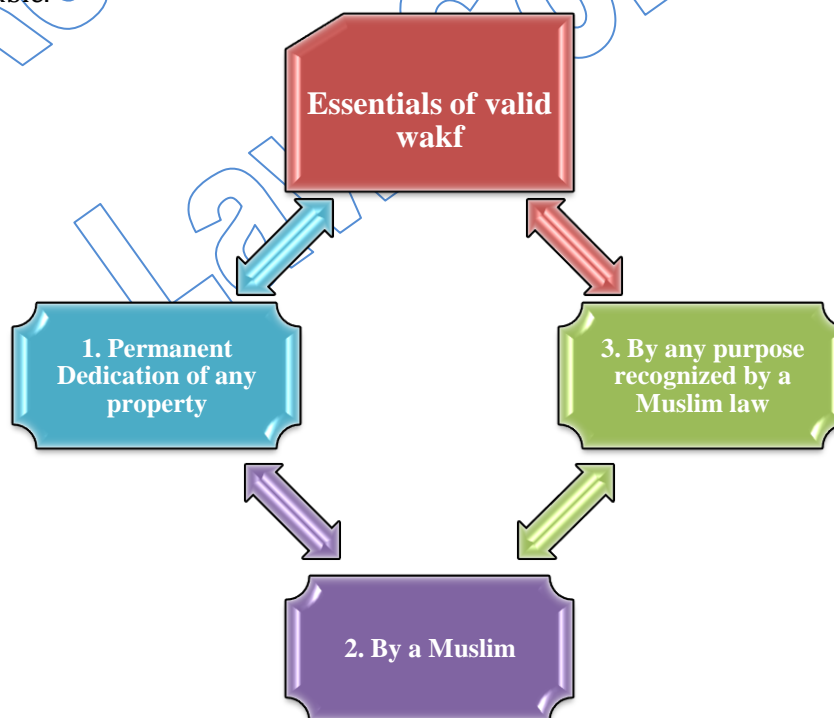 Essentials of valid
wakf
1. Permanent
Dedication of any
property
3. By any purpose
recognized by a
Muslim law
2. By a Muslim